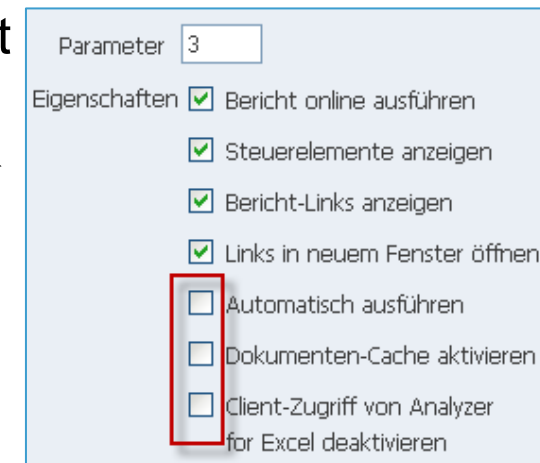 t
Parameter 3
Eigenschaften Bericht online ausführen
Steuerelemente anzeigen
Bericht-Links anzeigen
Links in neuem Fenster öffnen
Automatisch ausführen
Dokumenten-Cache aktivieren
Client-Zugriff von Analyzer
for Excel deaktivieren